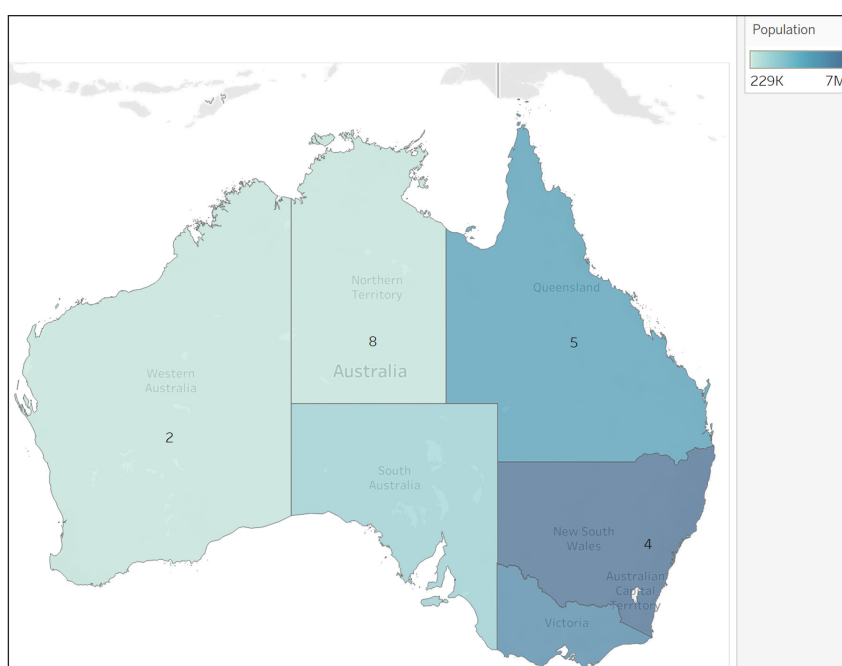 Population
229K 7M
Northern
Territory
Queensland
8
5
Australia
Western
Australia
2
South
Australia
New South
Wales
4
Australian
Capital
Territory
Victoria